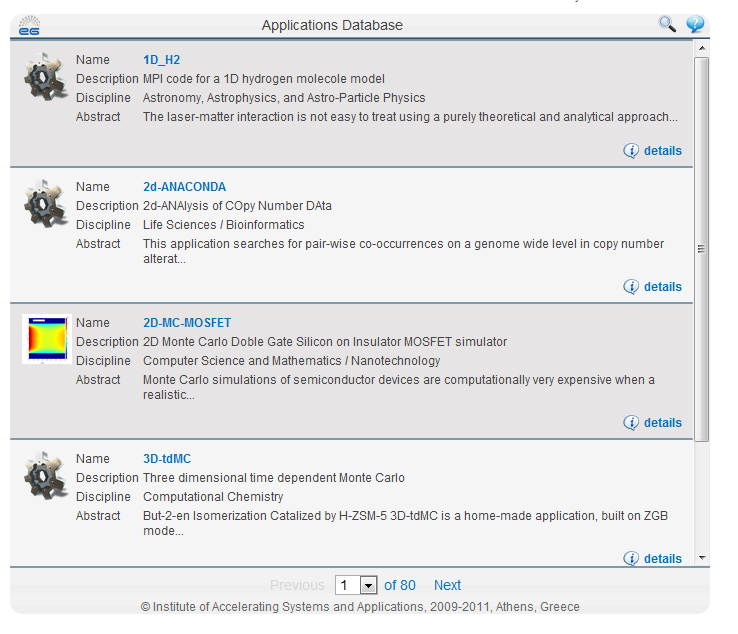 Applications Database
Name 1D_H2
Description MPI code for a 1D hydrogen molecole model
Discipline Astronomy, Astrophysics, and Astro-Particle Physics
Abstract The laser-matter interaction is not easy to treat using a purely theoretical and analytical approach...
details
Name 2d-ANACONDA
Description 2d-ANAlysis of COpy Number DAta
Discipline Life Sciences / Bioinformatics
Abstract This application searches for pair-wise co-occurrences on a genome wide level in copy number
alterat...
details
Name 2D-MC-MOSFET
Description 2D Monte Carlo Doble Gate Silicon on Insulator MOSFET simulator
Discipline Computer Science and Mathematics / Nanotechnology
Abstract Monte Carlo simulations of semiconductor devices are computationally very expensive when a
realistic...
details
Name 3D-tdMC
Description Three dimensional time dependent Monte Carlo
Discipline Computational Chemistry
Abstract But-2-en Isomerization Catalized by H-ZSM-5 3D-tdMC is a home-made application, built on ZGB
mode...
details
Previous 1 of 80 Next
© Institute of Accelerating Systems and Applications, 2009-2011, Athens, Greece